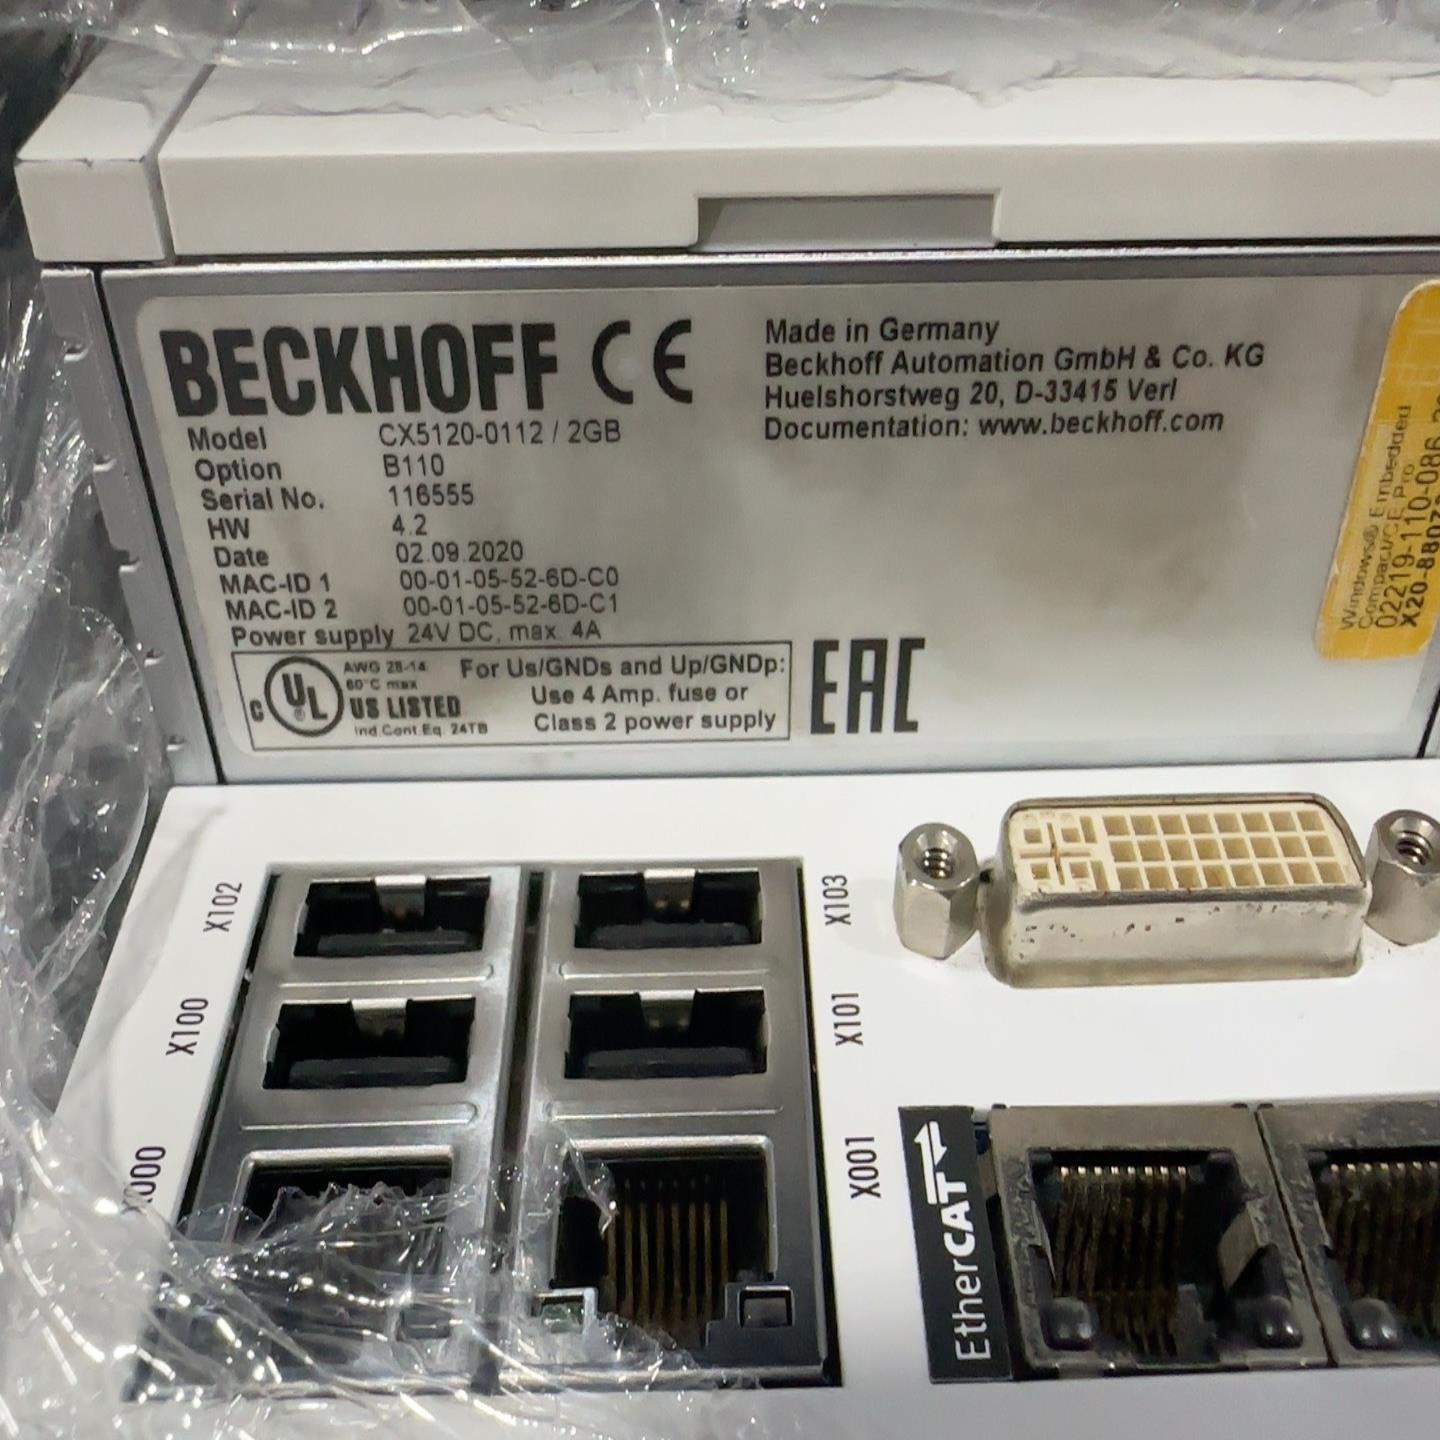 BECKHOFF CE
Model CX5120-0112 / 2GB
Option B110
Serial No. 116555
HW 4.2
Date 02.09.2020
MAC-ID 1 00-01-05-52-6D-C0
MAC-ID 2 00-01-05-52-6D-C1
Power supply 24V DC, max. 4A
Made in Germany
Beckhoff Automation GmbH & Co. KG
Huelshorstweg 20, D-33415 Verl
Documentation: www.beckhoff.com
C UL ®
AWG 28-14
60°C max
US LISTED
Ind.Cont.Eq. 24TB
For Us/GNDs and Up/GNDp:
Use 4 Amp. fuse or
Class 2 power supply
EAC
Windows® Embedded
Compact/CE Pro
02219-110-086
X102
X103
X100
X101
X000
X001
EtherCAT